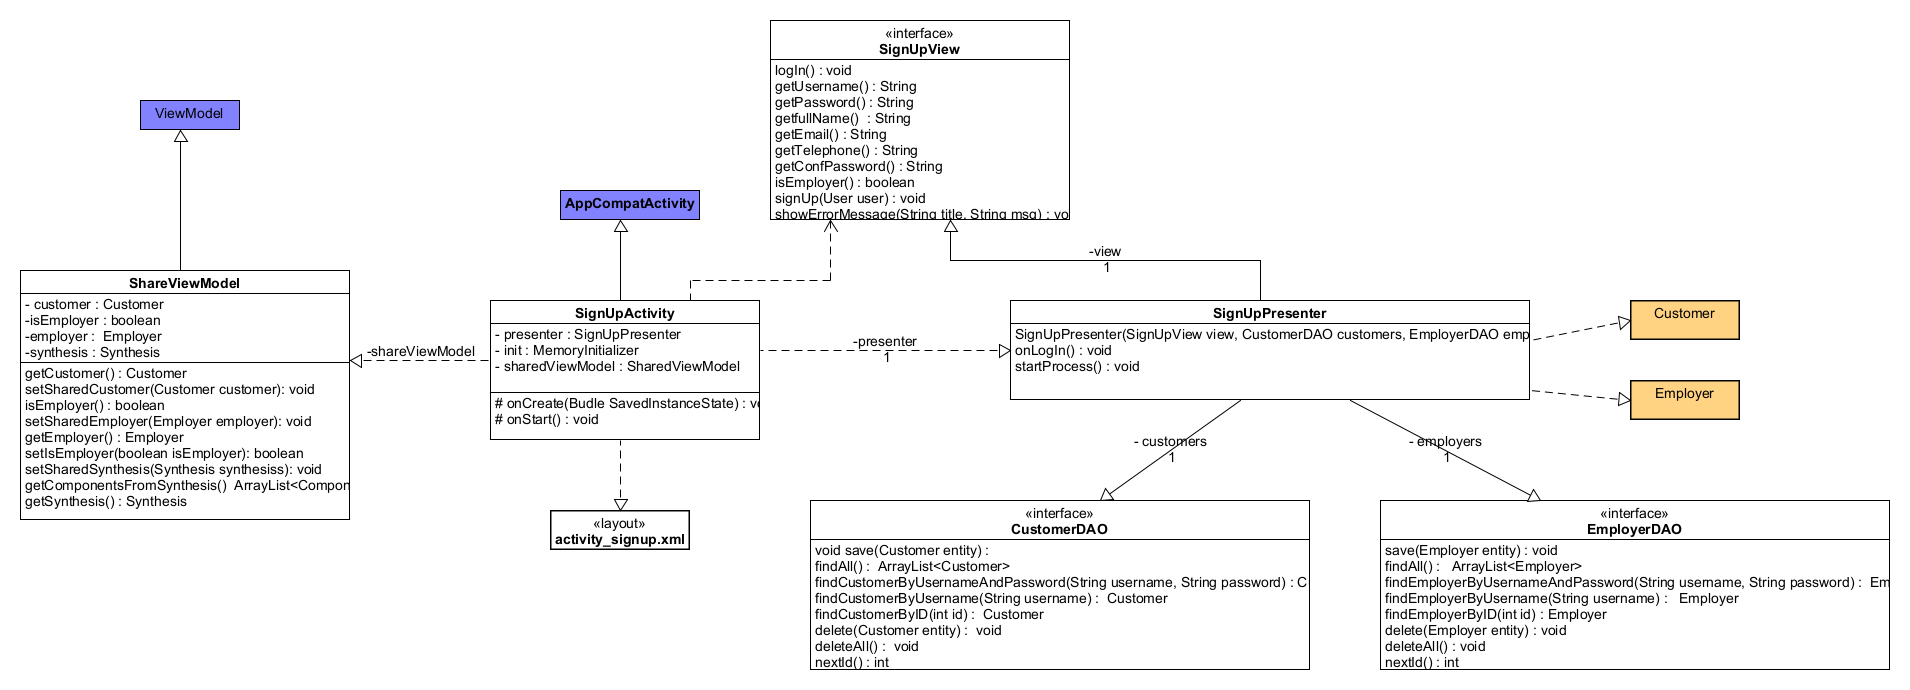 «interface»
SignUpView
logIn() : void
getUsername() : String
getPassword() : String
getfullName()  : String
getEmail() : String
getTelephone() : String
getConfPassword() : String
isEmployer() : boolean
signUp(User user) : void
showErrorMessage(String title, String msg) : vo
ViewModel
AppCompatActivity
-view
1
ShareViewModel
- customer : Customer
-isEmployer : boolean
-employer :  Employer
-synthesis : Synthesis
getCustomer() : Customer
setSharedCustomer(Customer customer): void
isEmployer() : boolean
setSharedEmployer(Employer employer): void
getEmployer() : Employer
setIsEmployer(boolean isEmployer): boolean
setSharedSynthesis(Synthesis synthesiss): void
getComponentsFromSynthesis()  ArrayList<Compor
getSynthesis() : Synthesis
-shareViewModel
SignUpActivity
- presenter : SignUpPresenter
- init : MemoryInitializer
- sharedViewModel : SharedViewModel
# onCreate(Budle SavedInstanceState) : vo
# onStart() : void
-presenter
1
SignUpPresenter
SignUpPresenter(SignUpView view, CustomerDAO customers, EmployerDAO emp
onLogIn() : void
startProcess() : void
Customer
Employer
- customers
1
- employers
1
«layout»
activity_signup.xml
«interface»
CustomerDAO
void save(Customer entity) :
findAll() :  ArrayList<Customer>
findCustomerByUsernameAndPassword(String username, String password) : C
findCustomerByUsername(String username) :  Customer
findCustomerByID(int id) :  Customer
delete(Customer entity) :  void
deleteAll() :  void
nextId() : int
«interface»
EmployerDAO
save(Employer entity) : void
findAll() :   ArrayList<Employer>
findEmployerByUsernameAndPassword(String username, String password) :  Em
findEmployerByUsername(String username) :   Employer
findEmployerByID(int id) : Employer
delete(Employer entity) : void
deleteAll() : void
nextId() : int